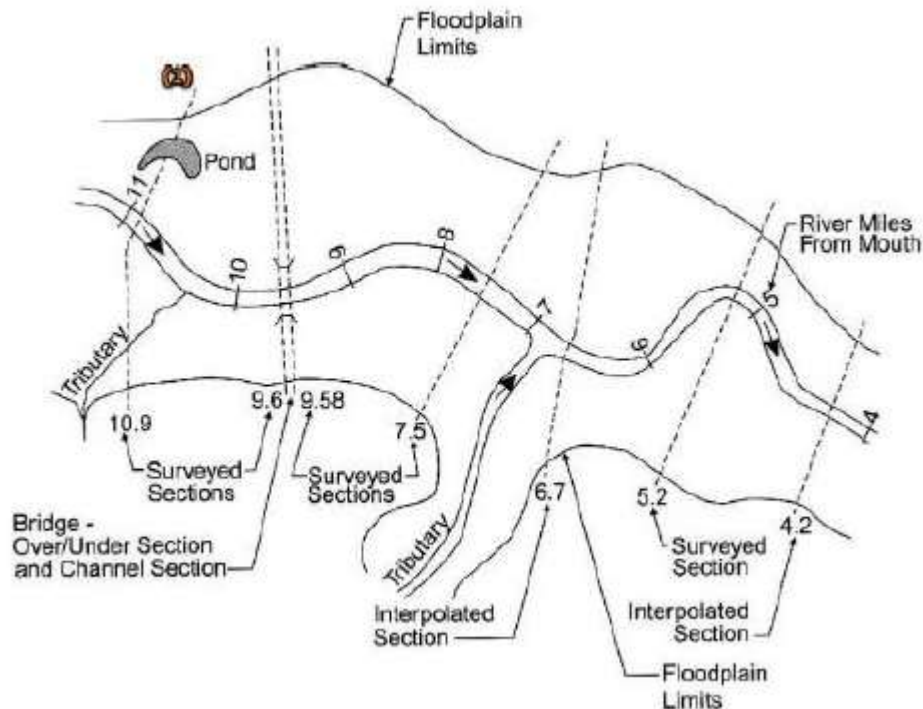 Floodplain
Limits
Pond
11
10
9
8
River Miles
From Mouth
7
6
5
4
Tributary
10.9
9.6
9.58
7.5
Surveyed
Sections
Surveyed
Sections
6.7
5.2
4.2
Bridge -
Over/Under Section
and Channel Section
Tributary
Surveyed
Section
Interpolated
Section
Interpolated
Section
Floodplain
Limits